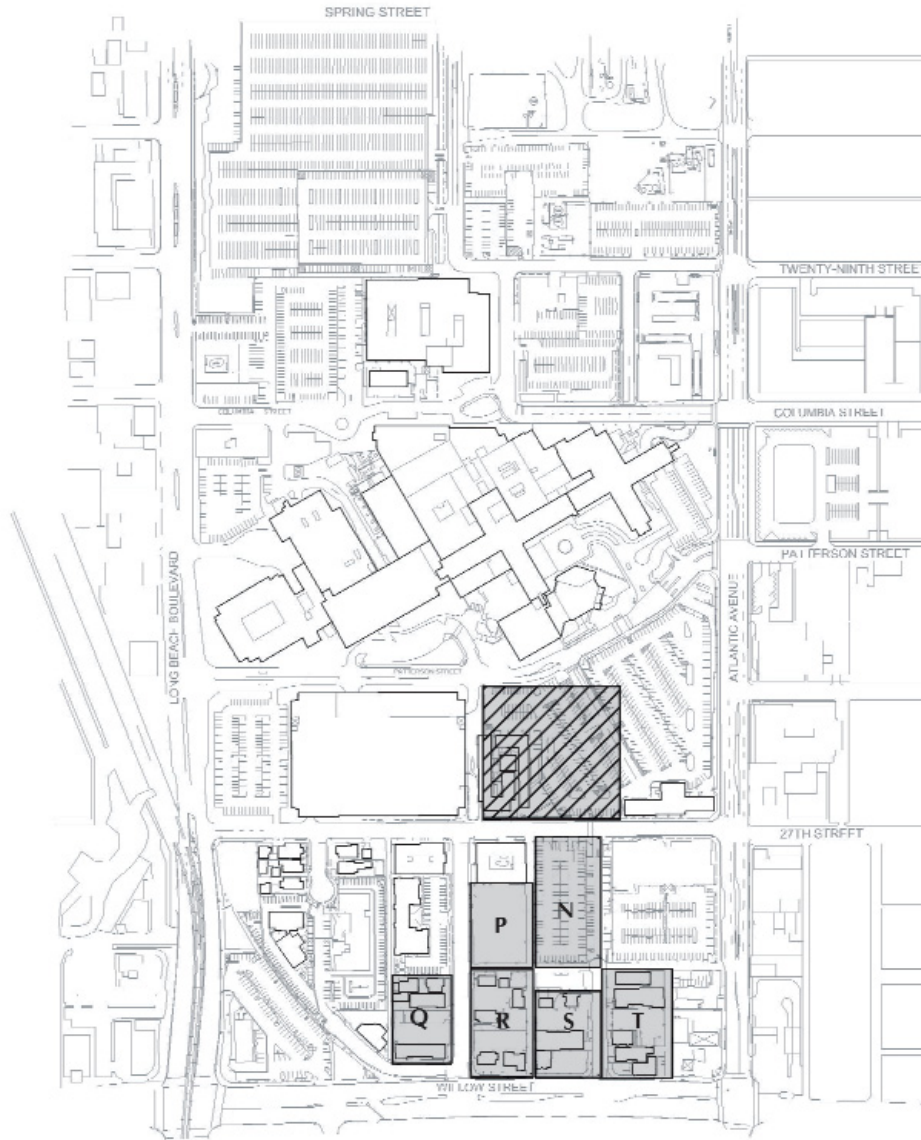 SPRING STREET
TWENTY-NINTH STREET
COLUMBIA STREET
COLUMBIA STREET
PATTERSON STREET
LONG BEACH BOULEVARD
ATLANTIC AVENUE
PATTERSON STREET
27TH STREET
P
N
Q
R
S
T
WILLOW STREET